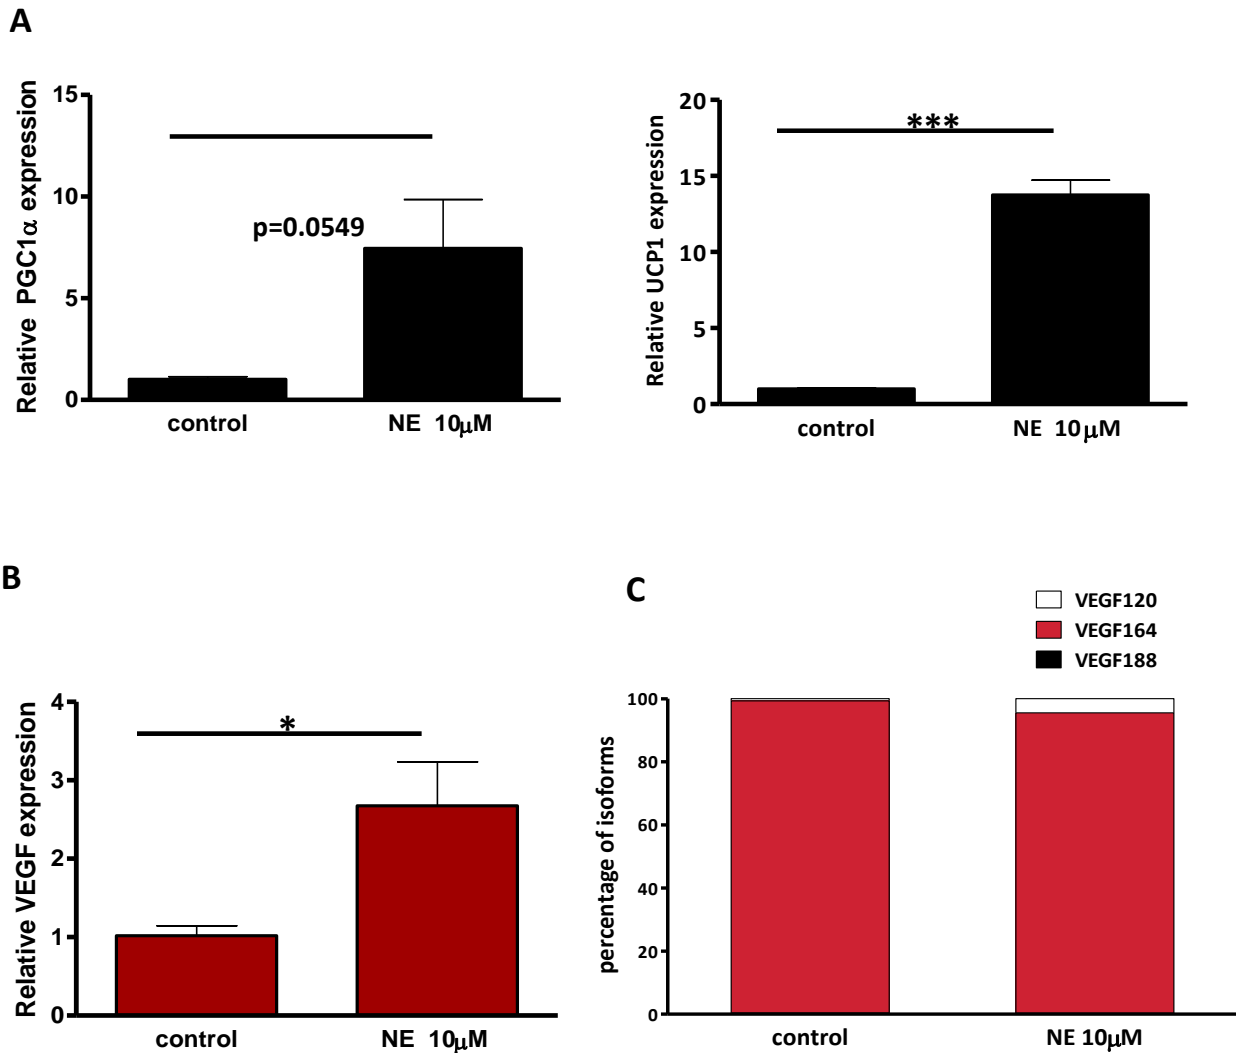 A
Relative PGC1α expression
15
10
5
0
p=0.0549
control
NE 10μM
Relative UCP1 expression
20
15
10
5
0
***
control
NE 10μM
B
Relative VEGF expression
4
3
2
1
0
*
control
NE 10μM
C
VEGF120
VEGF164
VEGF188
percentage of isoforms
100
80
60
40
20
0
control
NE 10μM